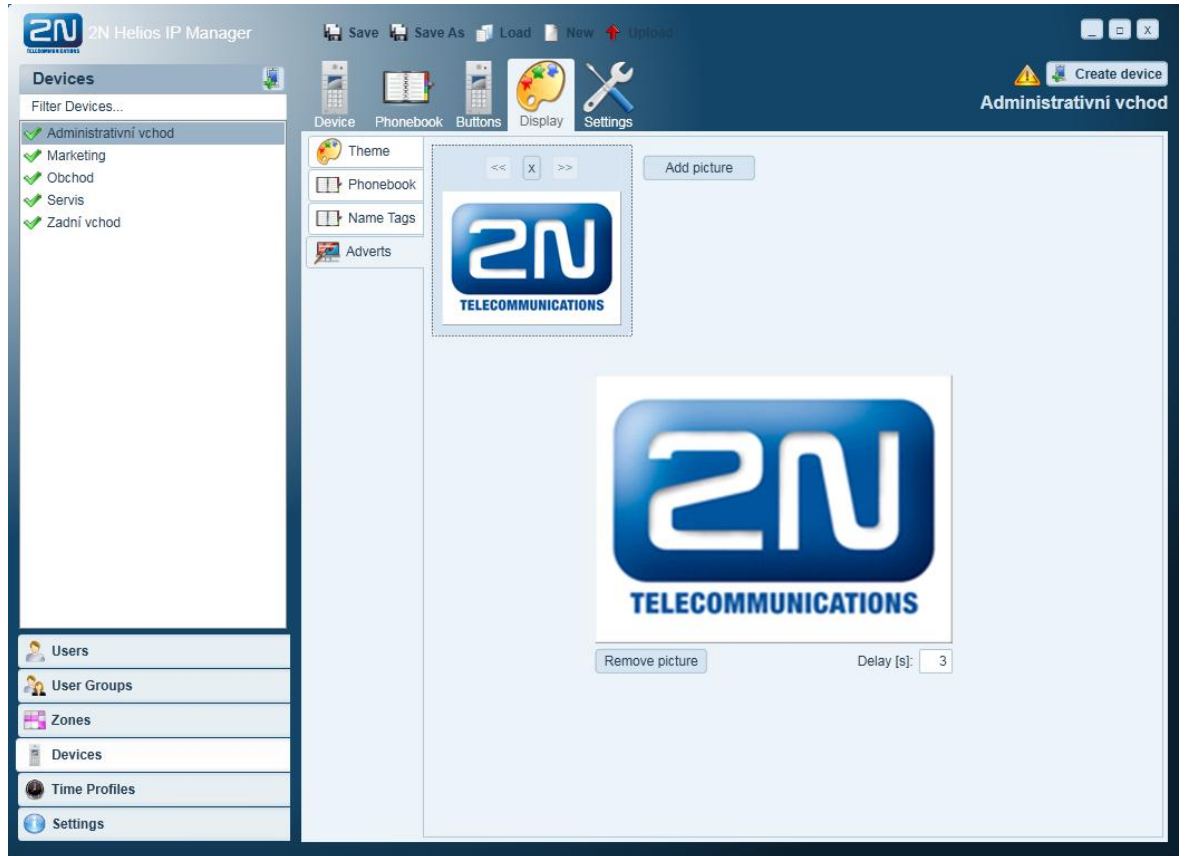 2N
TELECOMMUNICATIONS
2N Helios IP Manager
Save Save As Load New Upload
_ □ X
Devices
Filter Devices...
Administrativní vchod
Marketing
Obchod
Servis
Zadní vchod
Users
User Groups
Zones
Devices
Time Profiles
Settings
Device Phonebook Buttons Display Settings
Create device
Administrativní vchod
Theme
Phonebook
Name Tags
Adverts
<< x >>
Add picture
2N
TELECOMMUNICATIONS
2N
TELECOMMUNICATIONS
Remove picture
Delay [s]: 3